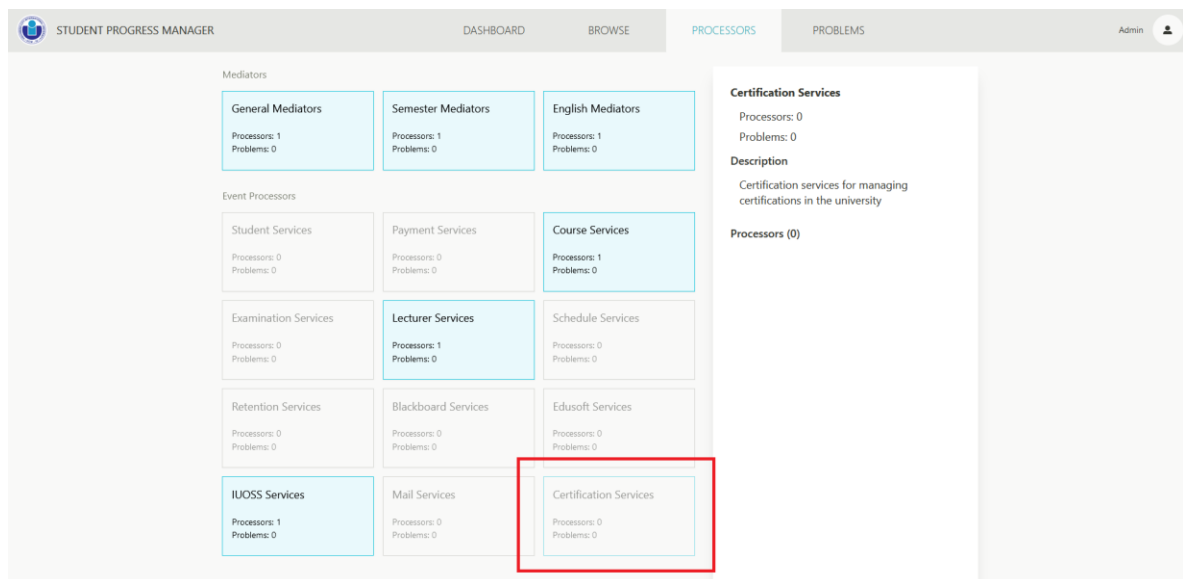 STUDENT PROGRESS MANAGER
DASHBOARD
BROWSE
PROCESSORS
PROBLEMS
Admin
Mediators
General Mediators
Processors: 1
Problems: 0
Semester Mediators
Processors: 1
Problems: 0
English Mediators
Processors: 1
Problems: 0
Event Processors
Student Services
Processors: 0
Problems: 0
Payment Services
Processors: 0
Problems: 0
Course Services
Processors: 1
Problems: 0
Examination Services
Processors: 0
Problems: 0
Lecturer Services
Processors: 1
Problems: 0
Schedule Services
Processors: 0
Problems: 0
Retention Services
Processors: 0
Problems: 0
Blackboard Services
Processors: 0
Problems: 0
Edusoft Services
Processors: 0
Problems: 0
IUOSS Services
Processors: 1
Problems: 0
Mail Services
Processors: 0
Problems: 0
Certification Services
Processors: 0
Problems: 0
Certification Services
Processors: 0
Problems: 0
Description
Certification services for managing
certifications in the university
Processors (0)